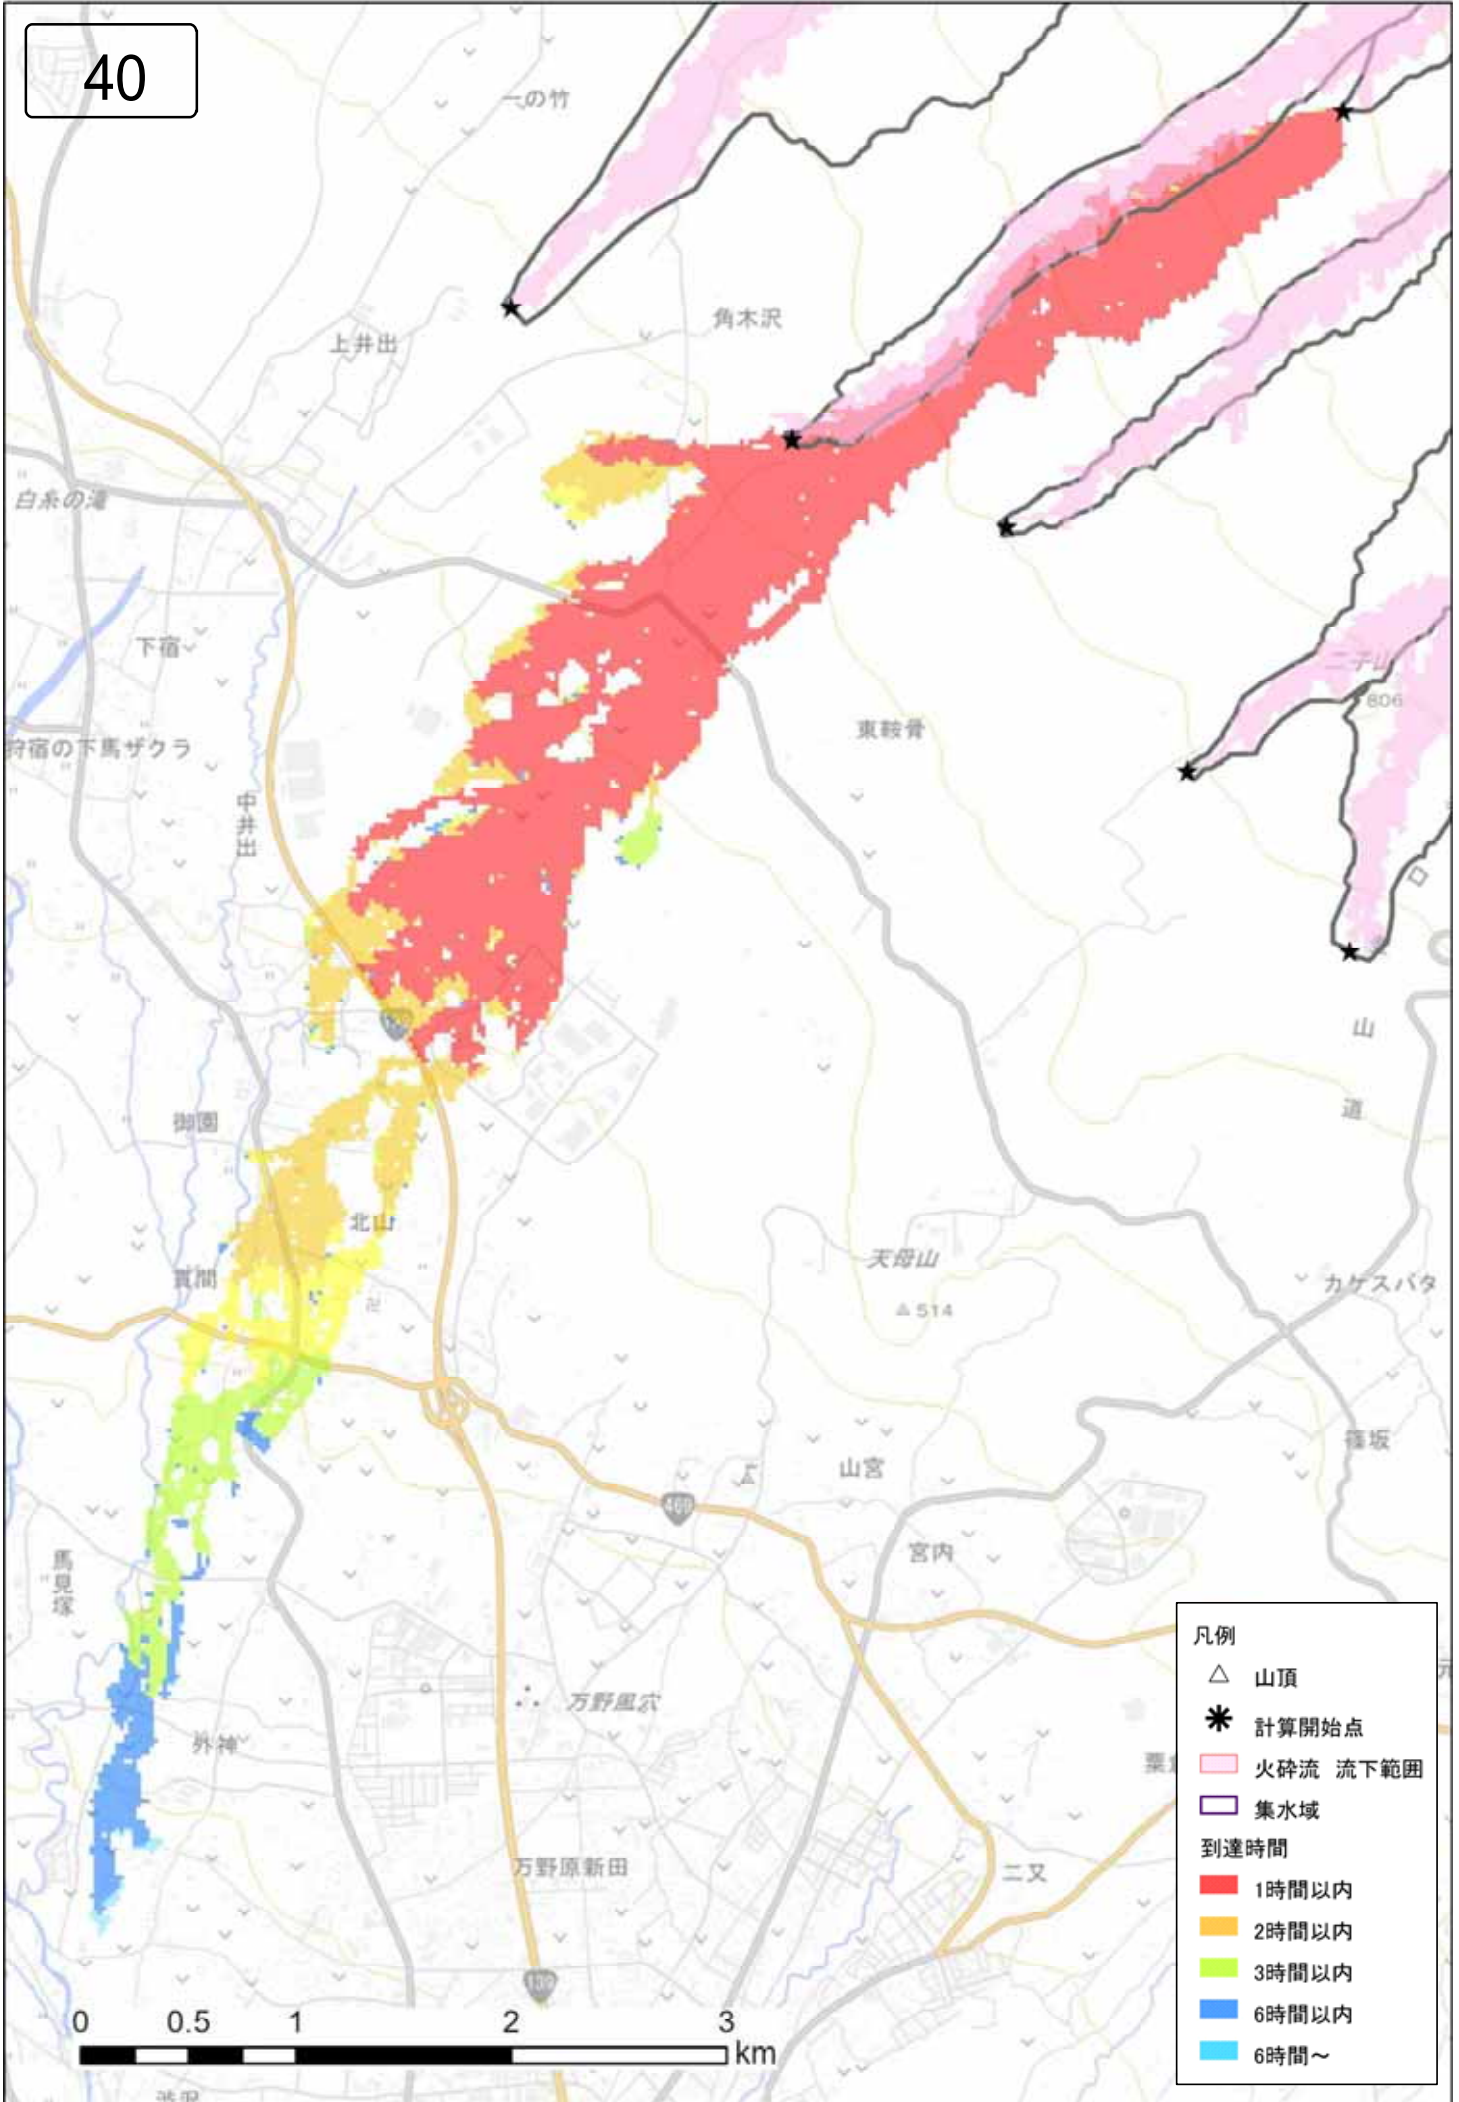 40
一の竹
角木沢
上井出
白糸の滝
下宿
狩宿の下馬ザクラ
中井出
東鞍骨
二子山
806
口
山
道
御園
北山
貫間
天母山
514
カケスバタ
篠坂
山宮
469
宮内
馬見塚
万野風穴
外神
万野原新田
二又
139
0 0.5 1 2 3
km
凡例
山頂
計算開始点
火砕流 流下範囲
集水域
到達時間
1時間以内
2時間以内
3時間以内
6時間以内
6時間～